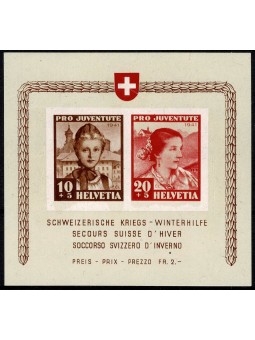 PRO JUVENTUTE
1941
10
+5
HELVETIA
PRO JUVENTUTE
1941
20
+5
HELVETIA
SCHWEIZERISCHE KRIEGS-WINTERHILFE
SECOURS SUISSE D'HIVER
SOCCORSO SVIZZERO D'INVERNO
PREIS - PRIX - PREZZO FR. 2.-